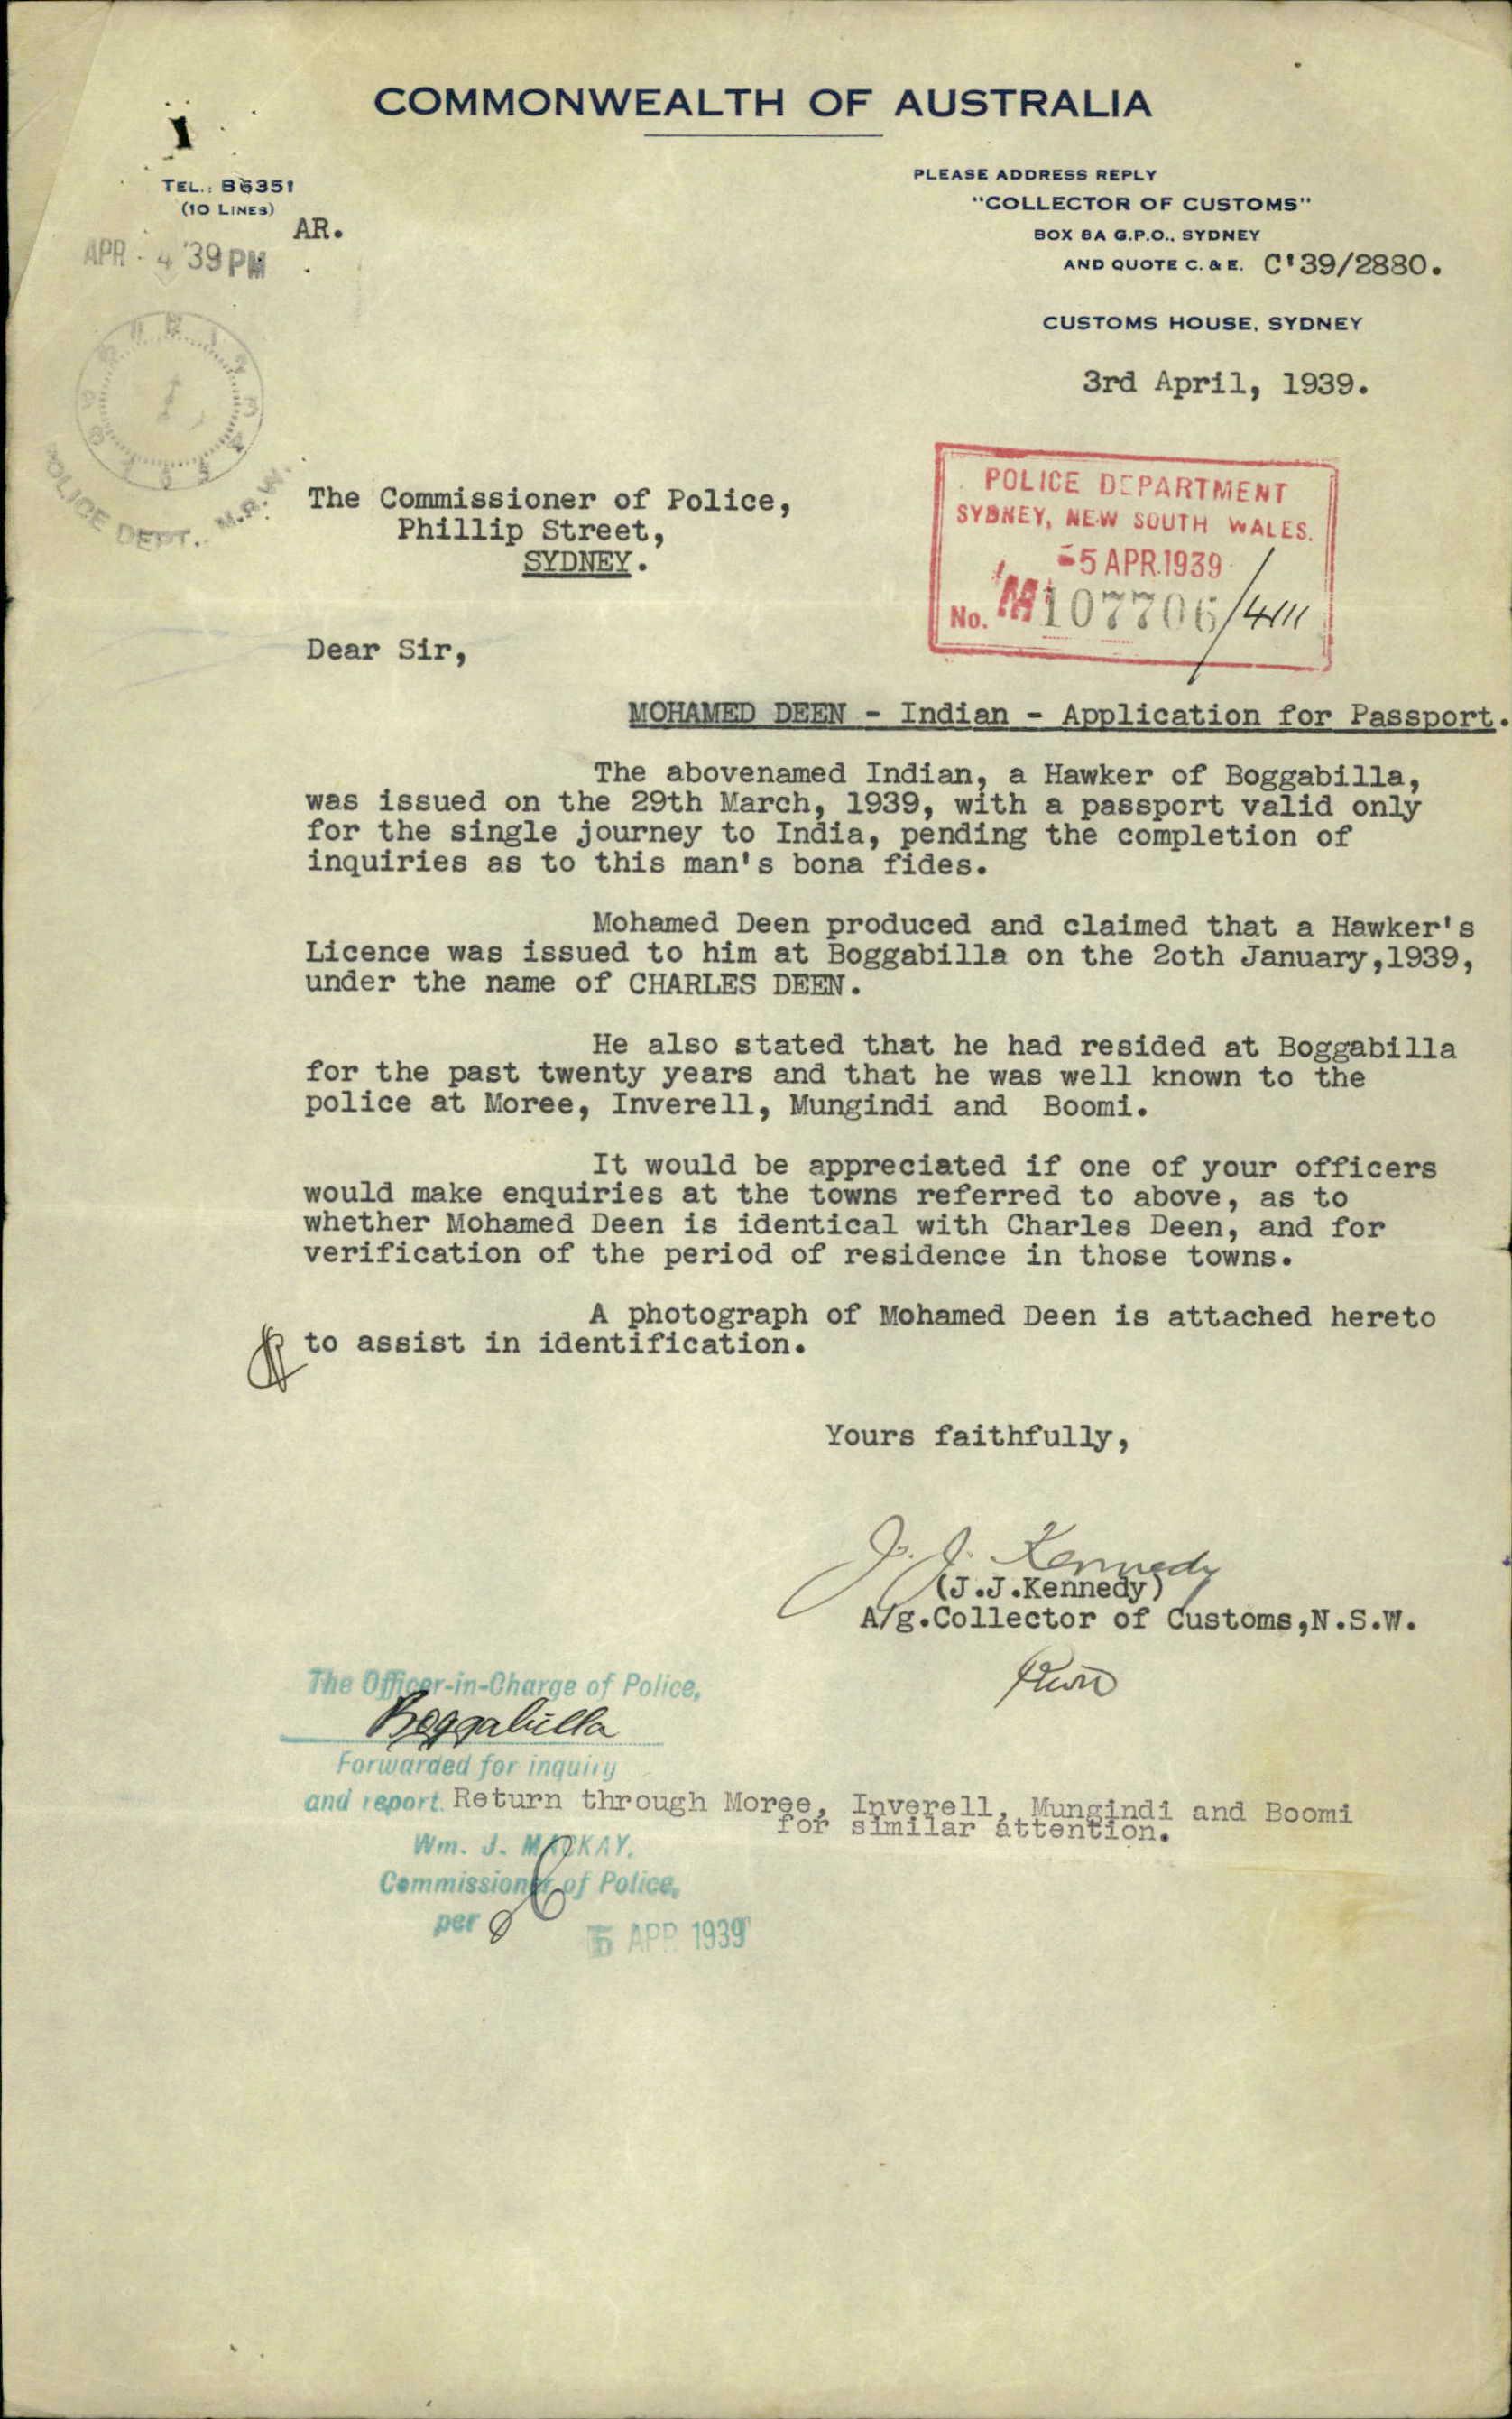 COMMONWEALTH OF AUSTRALIA
TEL.: B6351
(10 LINES)
AR.
APR - 4 '39 PM
POLICE DEPT. N.S.W.
PLEASE ADDRESS REPLY
"COLLECTOR OF CUSTOMS"
BOX 8A G.P.O., SYDNEY
AND QUOTE C. & E. C'39/2880.
CUSTOMS HOUSE, SYDNEY
3rd April, 1939.
POLICE DEPARTMENT
SYDNEY, NEW SOUTH WALES.
-5 APR.1939
No. M107706/4111
The Commissioner of Police,
Phillip Street,
SYDNEY.
Dear Sir,
MOHAMED DEEN - Indian - Application for Passport.
The abovenamed Indian, a Hawker of Boggabilla,
was issued on the 29th March, 1939, with a passport valid only
for the single journey to India, pending the completion of
inquiries as to this man's bona fides.
Mohamed Deen produced and claimed that a Hawker's
Licence was issued to him at Boggabilla on the 2oth January,1939,
under the name of CHARLES DEEN.
He also stated that he had resided at Boggabilla
for the past twenty years and that he was well known to the
police at Moree, Inverell, Mungindi and Boomi.
It would be appreciated if one of your officers
would make enquiries at the towns referred to above, as to
whether Mohamed Deen is identical with Charles Deen, and for
verification of the period of residence in those towns.
A photograph of Mohamed Deen is attached hereto
to assist in identification.
Yours faithfully,
J. J. Kennedy
(J.J.Kennedy)
A/g.Collector of Customs,N.S.W.
The Officer-in-Charge of Police,
Boggabilla
Forwarded for inquiry
and report. Return through Moree, Inverell, Mungindi and Boomi
for similar attention.
Wm. J. MACKAY.
Commissioner of Police,
per
5 APR 1939